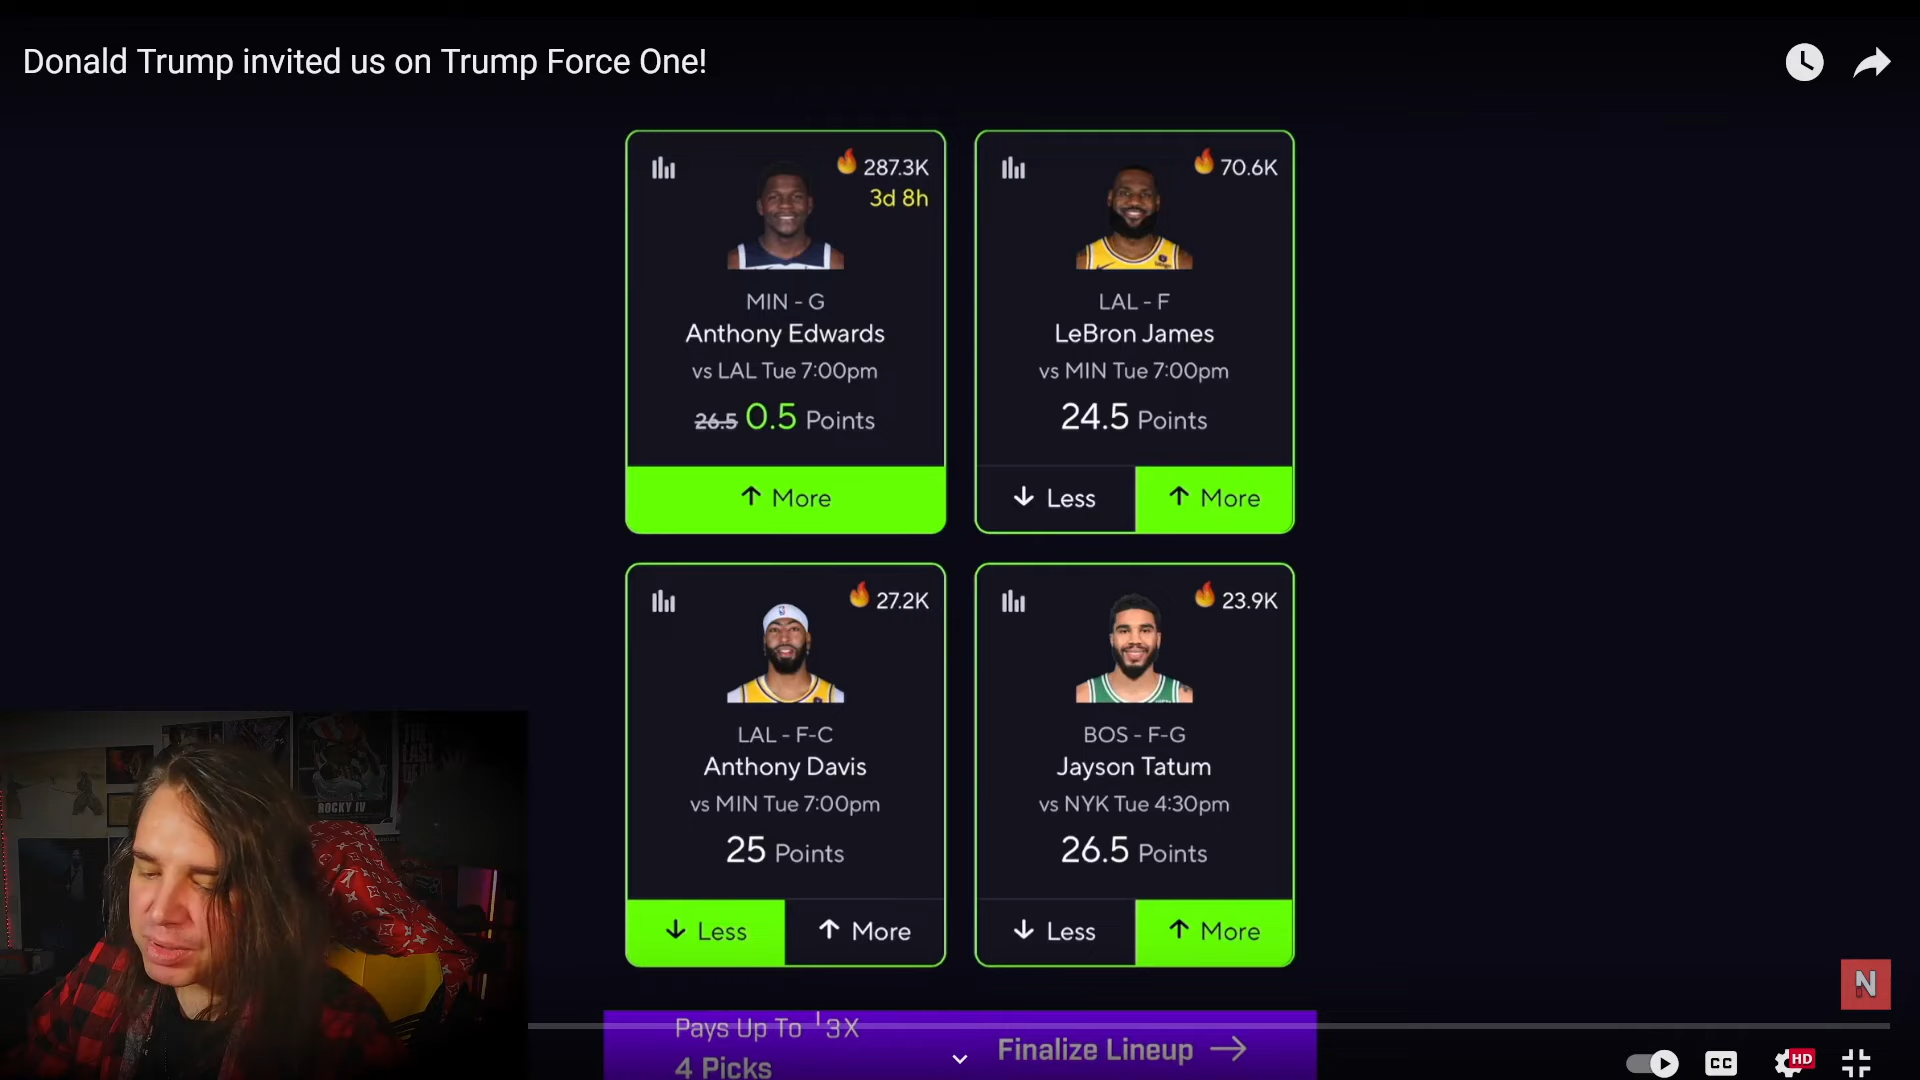 Donald Trump invited us on Trump Force One!
287.3K
3d 8h
MIN - G
Anthony Edwards
vs LAL Tue 7:00pm
26.5 0.5 Points
↑ More
70.6K
LAL - F
LeBron James
vs MIN Tue 7:00pm
24.5 Points
↓ Less
↑ More
27.2K
LAL - F-C
Anthony Davis
vs MIN Tue 7:00pm
25 Points
↓ Less
↑ More
23.9K
BOS - F-G
Jayson Tatum
vs NYK Tue 4:30pm
26.5 Points
↓ Less
↑ More
ROCKY IV
N
Pays Up To
4 Picks
Finalize Lineup →
CC
HD